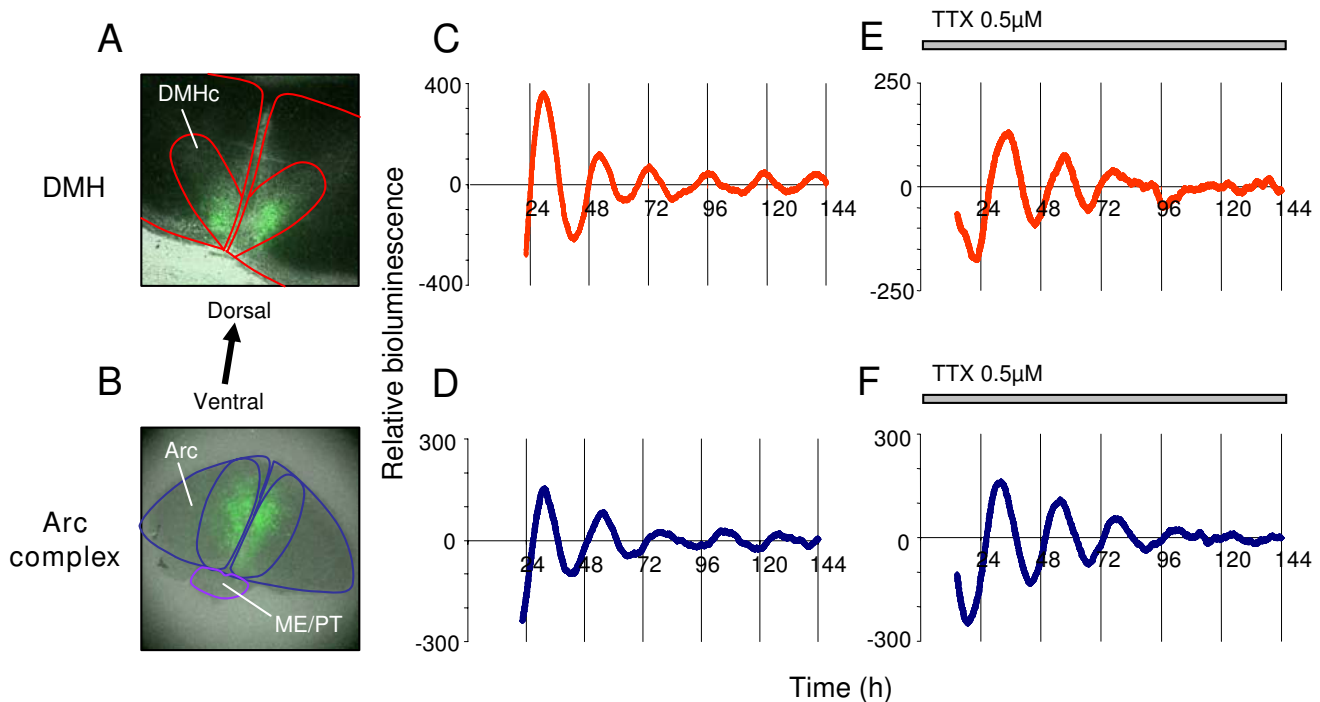 A
DMHc
DMH
Dorsal
Ventral
B
Arc
Arc
complex
ME/PT
C
400
0
-400
24 48 72 96 120 144
Relative bioluminescence
D
300
0
-300
24 48 72 96 120 144
E
TTX 0.5µM
250
0
-250
24 48 72 96 120 144
F
TTX 0.5µM
300
0
-300
24 48 72 96 120 144
Time (h)